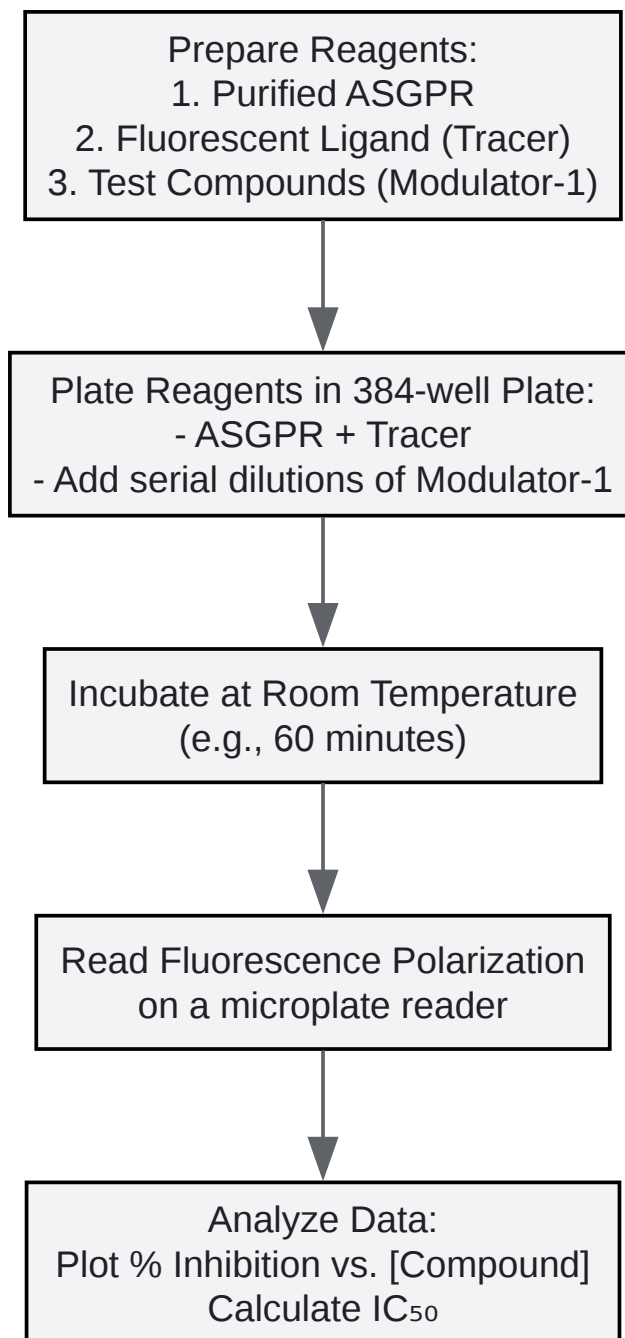 Prepare Reagents:
1. Purified ASGPR
2. Fluorescent Ligand (Tracer)
3. Test Compounds (Modulator-1)
Plate Reagents in 384-well Plate:
- ASGPR + Tracer
- Add serial dilutions of Modulator-1
Incubate at Room Temperature
(e.g., 60 minutes)
Read Fluorescence Polarization
on a microplate reader
Analyze Data:
Plot % Inhibition vs. [Compound]
Calculate IC₅₀